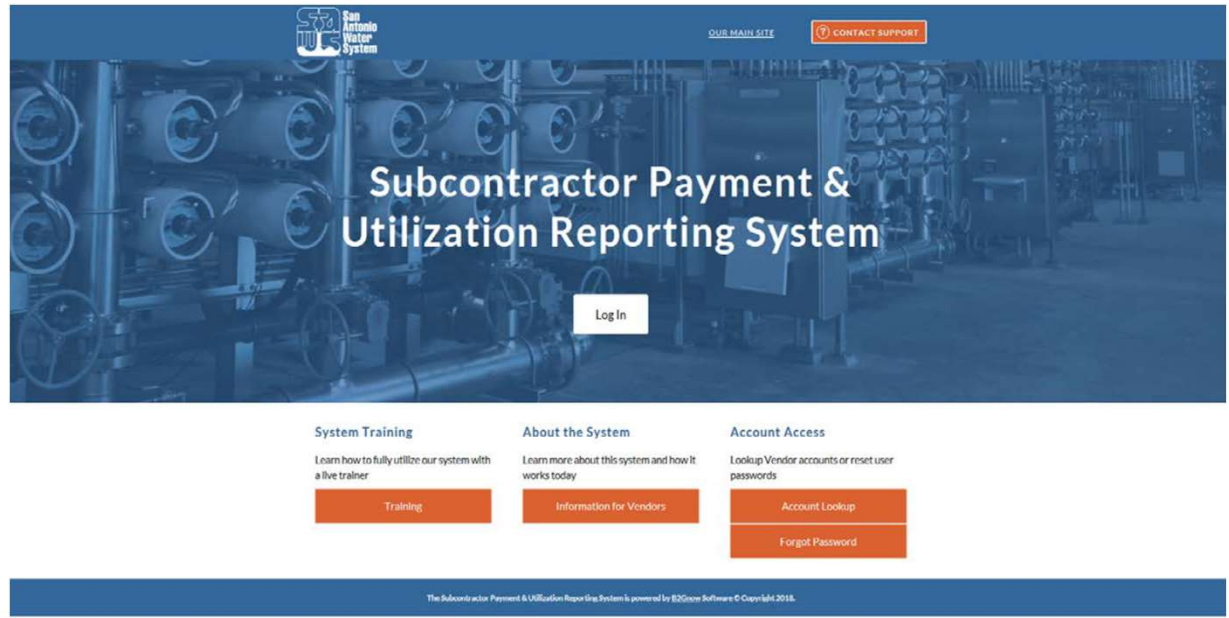 San
Antonio
Water
System
OUR MAIN SITE
? CONTACT SUPPORT
Subcontractor Payment &
Utilization Reporting System
Log In
System Training
Learn how to fully utilize our system with
a live trainer
Training
About the System
Learn more about this system and how it
works today
Information for Vendors
Account Access
Lookup Vendor accounts or reset user
passwords
Account Lookup
Forgot Password
The Subcontractor Payment & Utilization Reporting System is powered by B2Gnow Software © Copyright 2018.